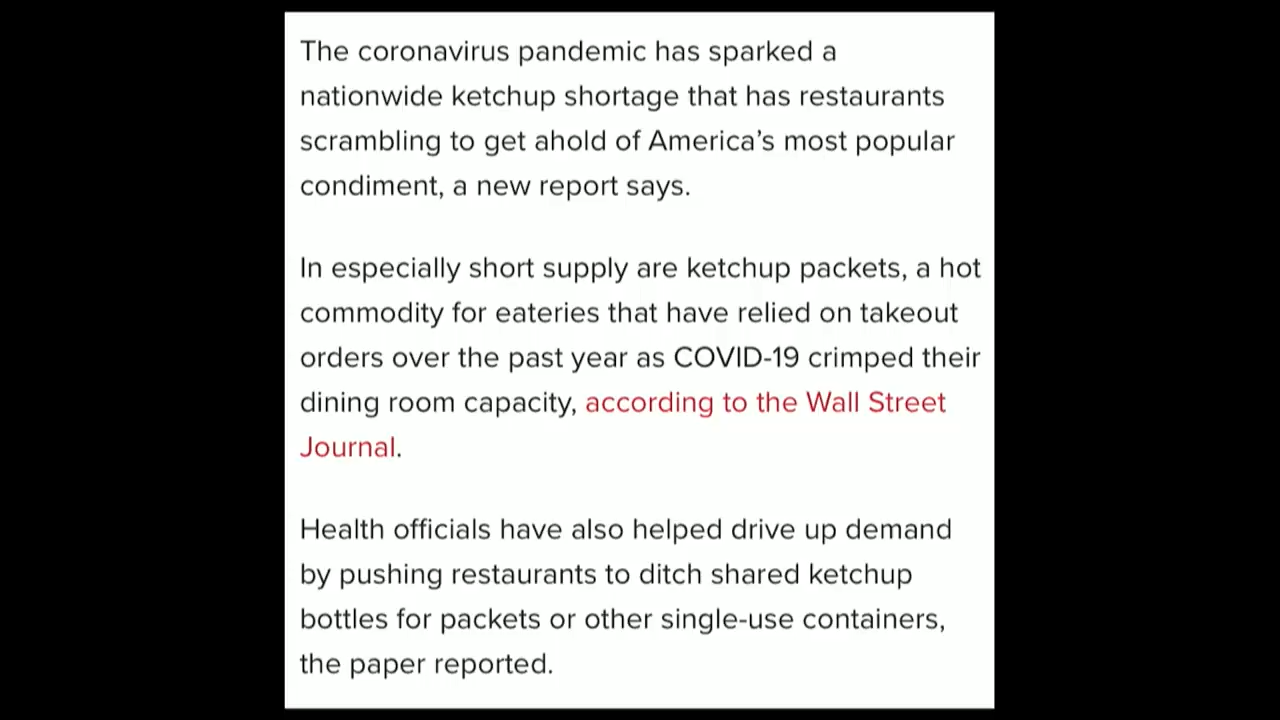 The coronavirus pandemic has sparked a
nationwide ketchup shortage that has restaurants
scrambling to get ahold of America’s most popular
condiment, a new report says.
In especially short supply are ketchup packets, a hot
commodity for eateries that have relied on takeout
orders over the past year as COVID-19 crimped their
dining room capacity, according to the Wall Street
Journal.
Health officials have also helped drive up demand
by pushing restaurants to ditch shared ketchup
bottles for packets or other single-use containers,
the paper reported.